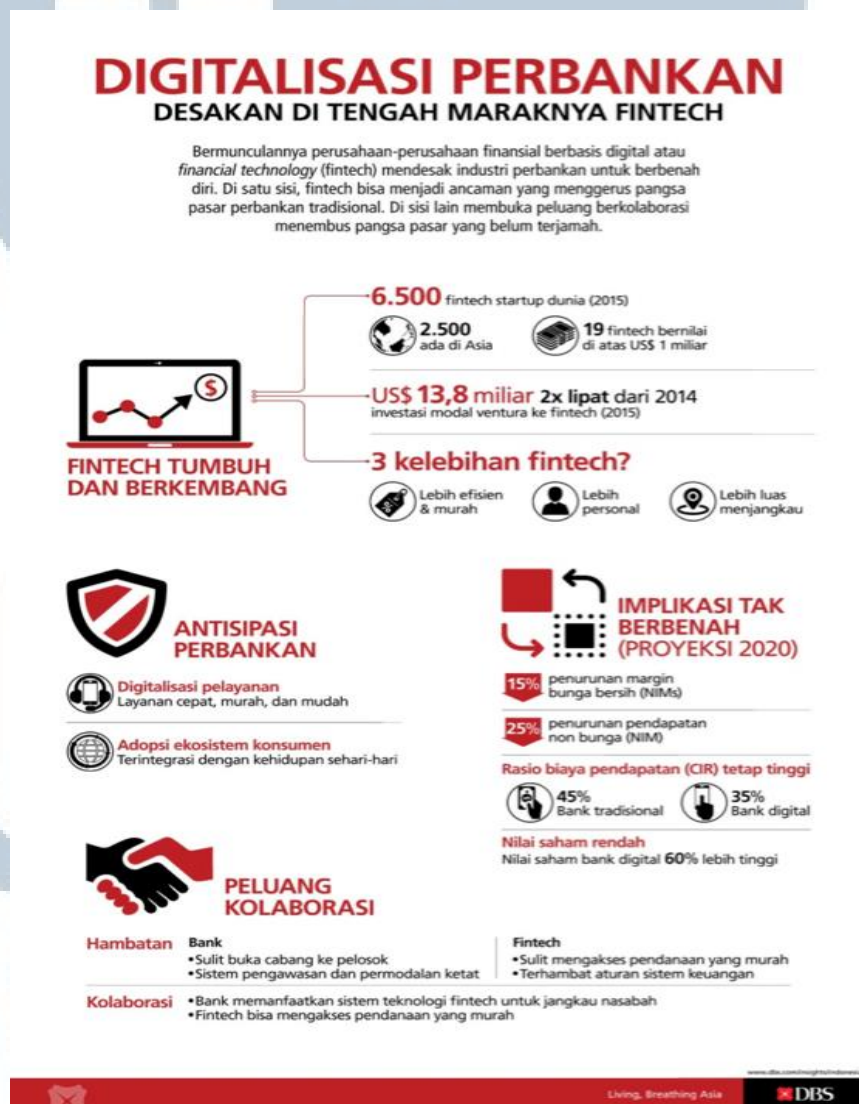 DIGITALISASI PERBANKAN
DESAKAN DI TENGAH MARAKNYA FINTECH
Bermunculannya perusahaan-perusahaan finansial berbasis digital atau
financial technology (fintech) mendesak industri perbankan untuk berbenah
diri. Di satu sisi, fintech bisa menjadi ancaman yang menggerus pangsa
pasar perbankan tradisional. Di sisi lain membuka peluang berkolaborasi
menembus pangsa pasar yang belum terjamah.
FINTECH TUMBUH
DAN BERKEMBANG
$
6.500 fintech startup dunia (2015)
2.500
ada di Asia
19 fintech bernilai
di atas US$ 1 miliar
US$ 13,8 miliar 2x lipat dari 2014
investasi modal ventura ke fintech (2015)
3 kelebihan fintech?
Lebih efisien
& murah
Lebih
personal
Lebih luas
menjangkau
ANTISIPASI
PERBANKAN
Digitalisasi pelayanan
Layanan cepat, murah, dan mudah
Adopsi ekosistem konsumen
Terintegrasi dengan kehidupan sehari-hari
IMPLIKASI TAK
BERBENAH
(PROYEKSI 2020)
15% penurunan margin
bunga bersih (NIMs)
25% penurunan pendapatan
non bunga (NIM)
Rasio biaya pendapatan (CIR) tetap tinggi
45%
Bank tradisional
35%
Bank digital
Nilai saham rendah
Nilai saham bank digital 60% lebih tinggi
PELUANG
KOLABORASI
Hambatan
Bank
•Sulit buka cabang ke pelosok
•Sistem pengawasan dan permodalan ketat
Fintech
•Sulit mengakses pendanaan yang murah
•Terhambat aturan sistem keuangan
Kolaborasi
•Bank memanfaatkan sistem teknologi fintech untuk jangkau nasabah
•Fintech bisa mengakses pendanaan yang murah
www.dbs.com/insights/indonesia
Living, Breathing Asia
DBS